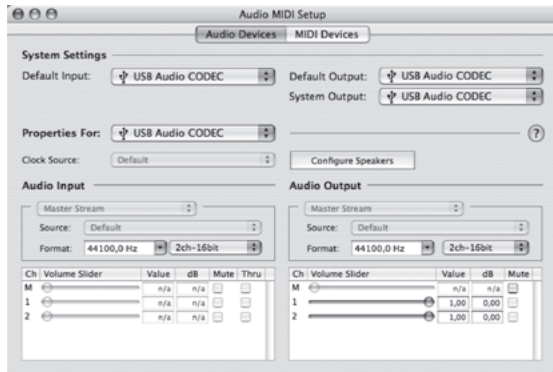 Audio MIDI Setup
Audio Devices MIDI Devices
System Settings
Default Input: USB Audio CODEC Default Output: USB Audio CODEC
System Output: USB Audio CODEC
Properties For: USB Audio CODEC ?
Clock Source: Default Configure Speakers
Audio Input Audio Output
Master Stream Master Stream
Source: Default Source: Default
Format: 44100,0 Hz 2ch-16bit Format: 44100,0 Hz 2ch-16bit
Ch Volume Slider Value dB Mute Thru Ch Volume Slider Value dB Mute
M n/a n/a M n/a n/a
1 n/a n/a 1 1,00 0,00
2 n/a n/a 2 1,00 0,00